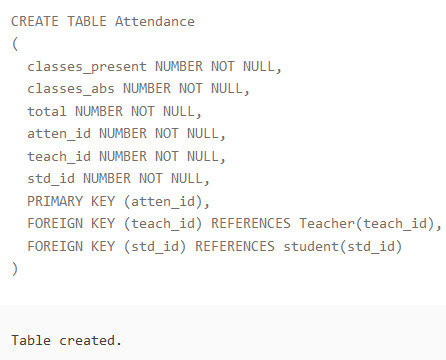 CREATE TABLE Attendance
(
classes_present NUMBER NOT NULL,
classes_abs NUMBER NOT NULL,
total NUMBER NOT NULL,
atten_id NUMBER NOT NULL,
teach_id NUMBER NOT NULL,
std_id NUMBER NOT NULL,
PRIMARY KEY (atten_id),
FOREIGN KEY (teach_id) REFERENCES Teacher(teach_id),
FOREIGN KEY (std_id) REFERENCES student(std_id)
)
Table created.